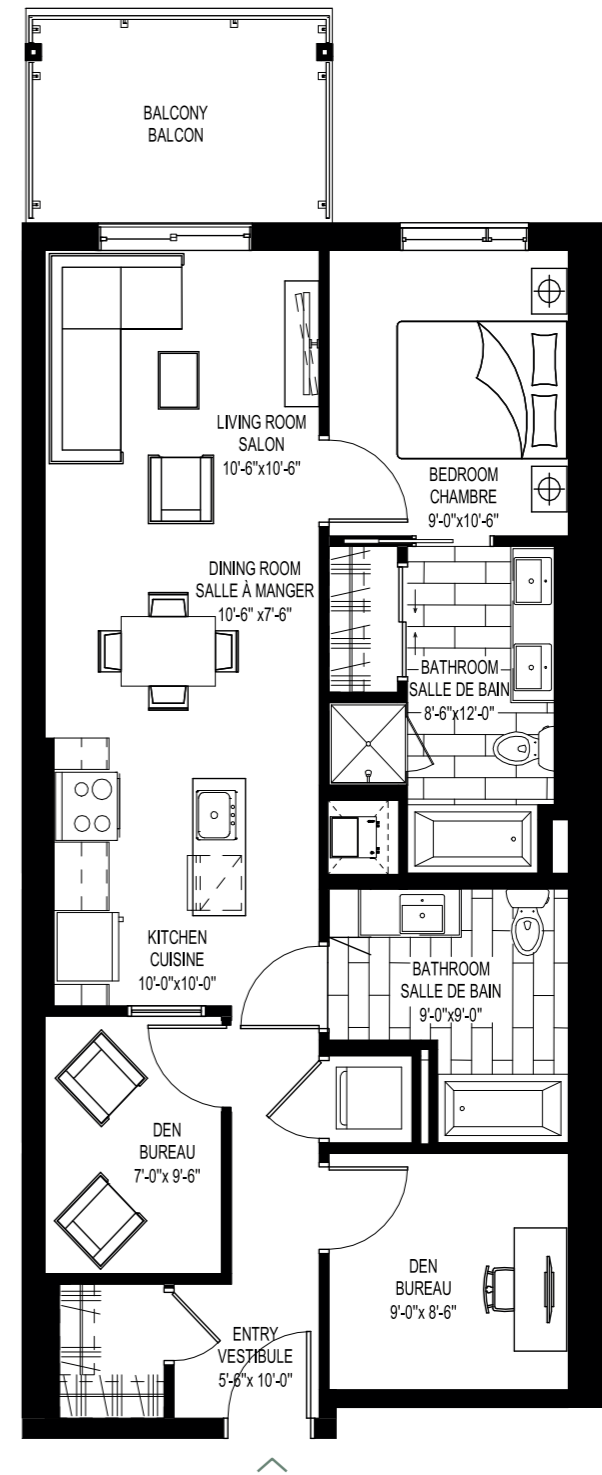 BALCONY
BALCON
LIVING ROOM
SALON
10'-6"x10'-6"
BEDROOM
CHAMBRE
9'-0"x10'-6"
DINING ROOM
SALLE À MANGER
10'-6" x7'-6"
BATHROOM
SALLE DE BAIN
8'-6"x12'-0"
KITCHEN
CUISINE
10'-0"x10'-0"
BATHROOM
SALLE DE BAIN
9'-0"x9'-0"
DEN
BUREAU
7'-0"x 9'-6"
DEN
BUREAU
9'-0"x 8'-6"
ENTRY
VESTIBULE
5'-6"x 10'-0"